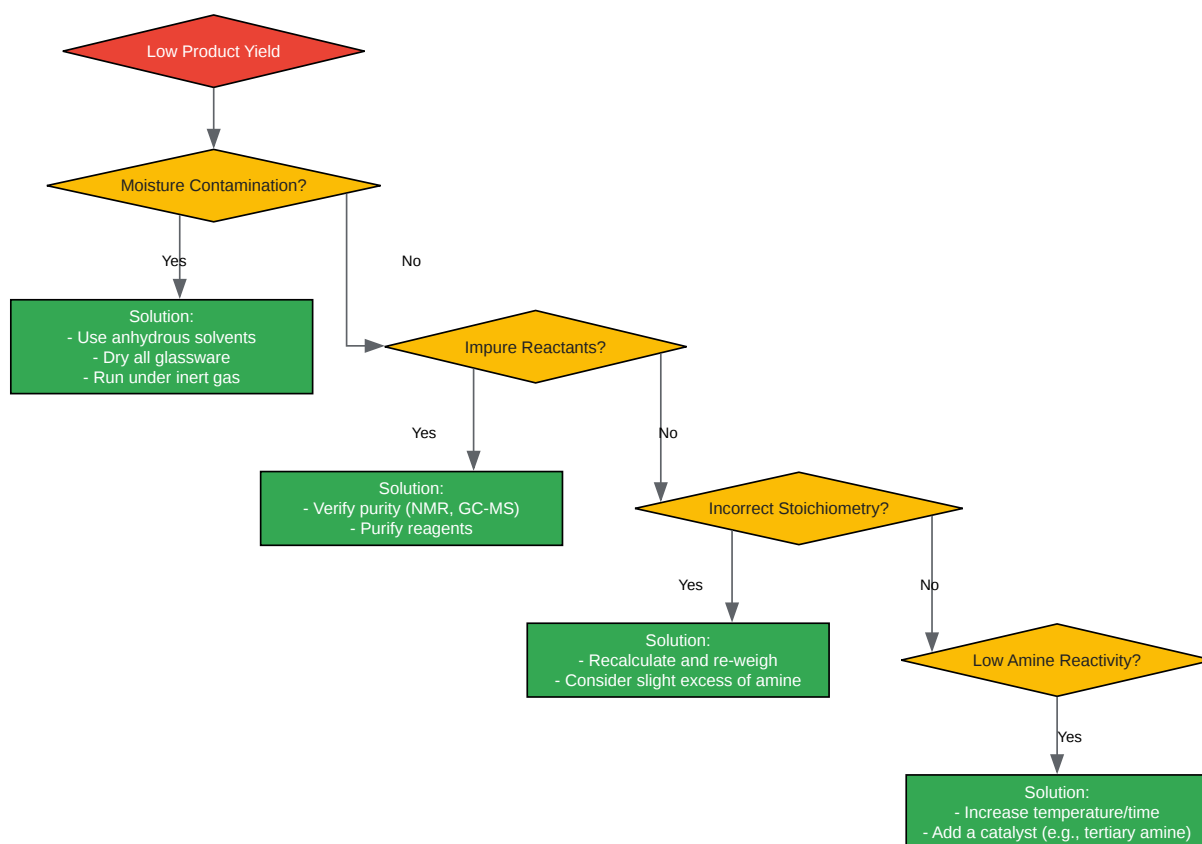 Low Product Yield
Moisture Contamination?
Yes
No
Solution:
- Use anhydrous solvents
- Dry all glassware
- Run under inert gas
Impure Reactants?
Yes
No
Solution:
- Verify purity (NMR, GC-MS)
- Purify reagents
Incorrect Stoichiometry?
Yes
No
Solution:
- Recalculate and re-weigh
- Consider slight excess of amine
Low Amine Reactivity?
Yes
Solution:
- Increase temperature/time
- Add a catalyst (e.g., tertiary amine)